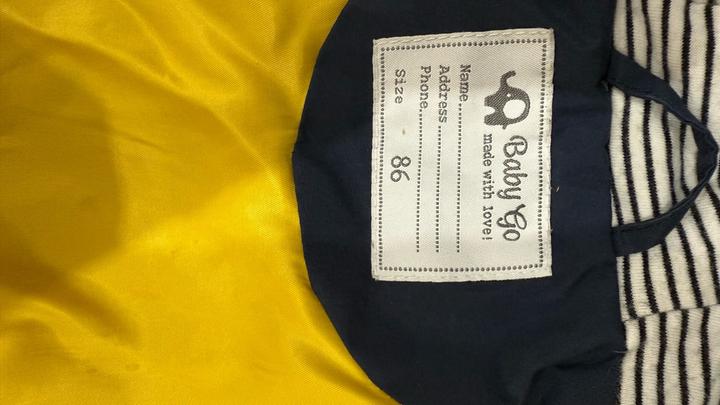 Baby Go
made with love!
Name....................
Address................
Phone...................
Size 86